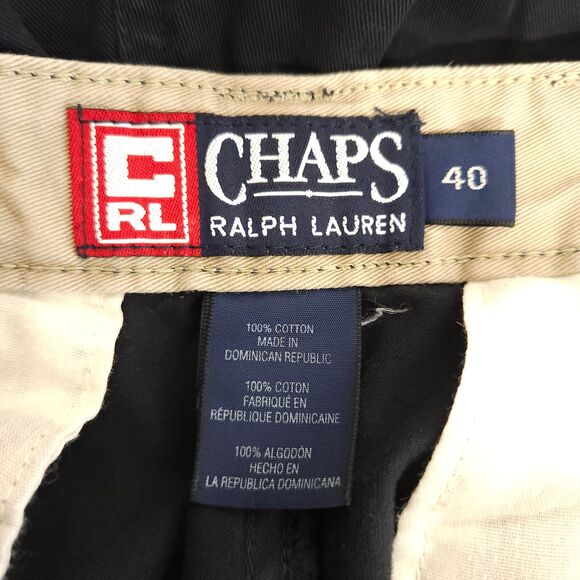 C
RL
CHAPS
RALPH LAUREN
40
100% COTTON
MADE IN
DOMINICAN REPUBLIC
100% COTON
FABRIQUÉ EN
RÉPUBLIQUE DOMINICAINE
100% ALGODÓN
HECHO EN
LA REPUBLICA DOMINICANA